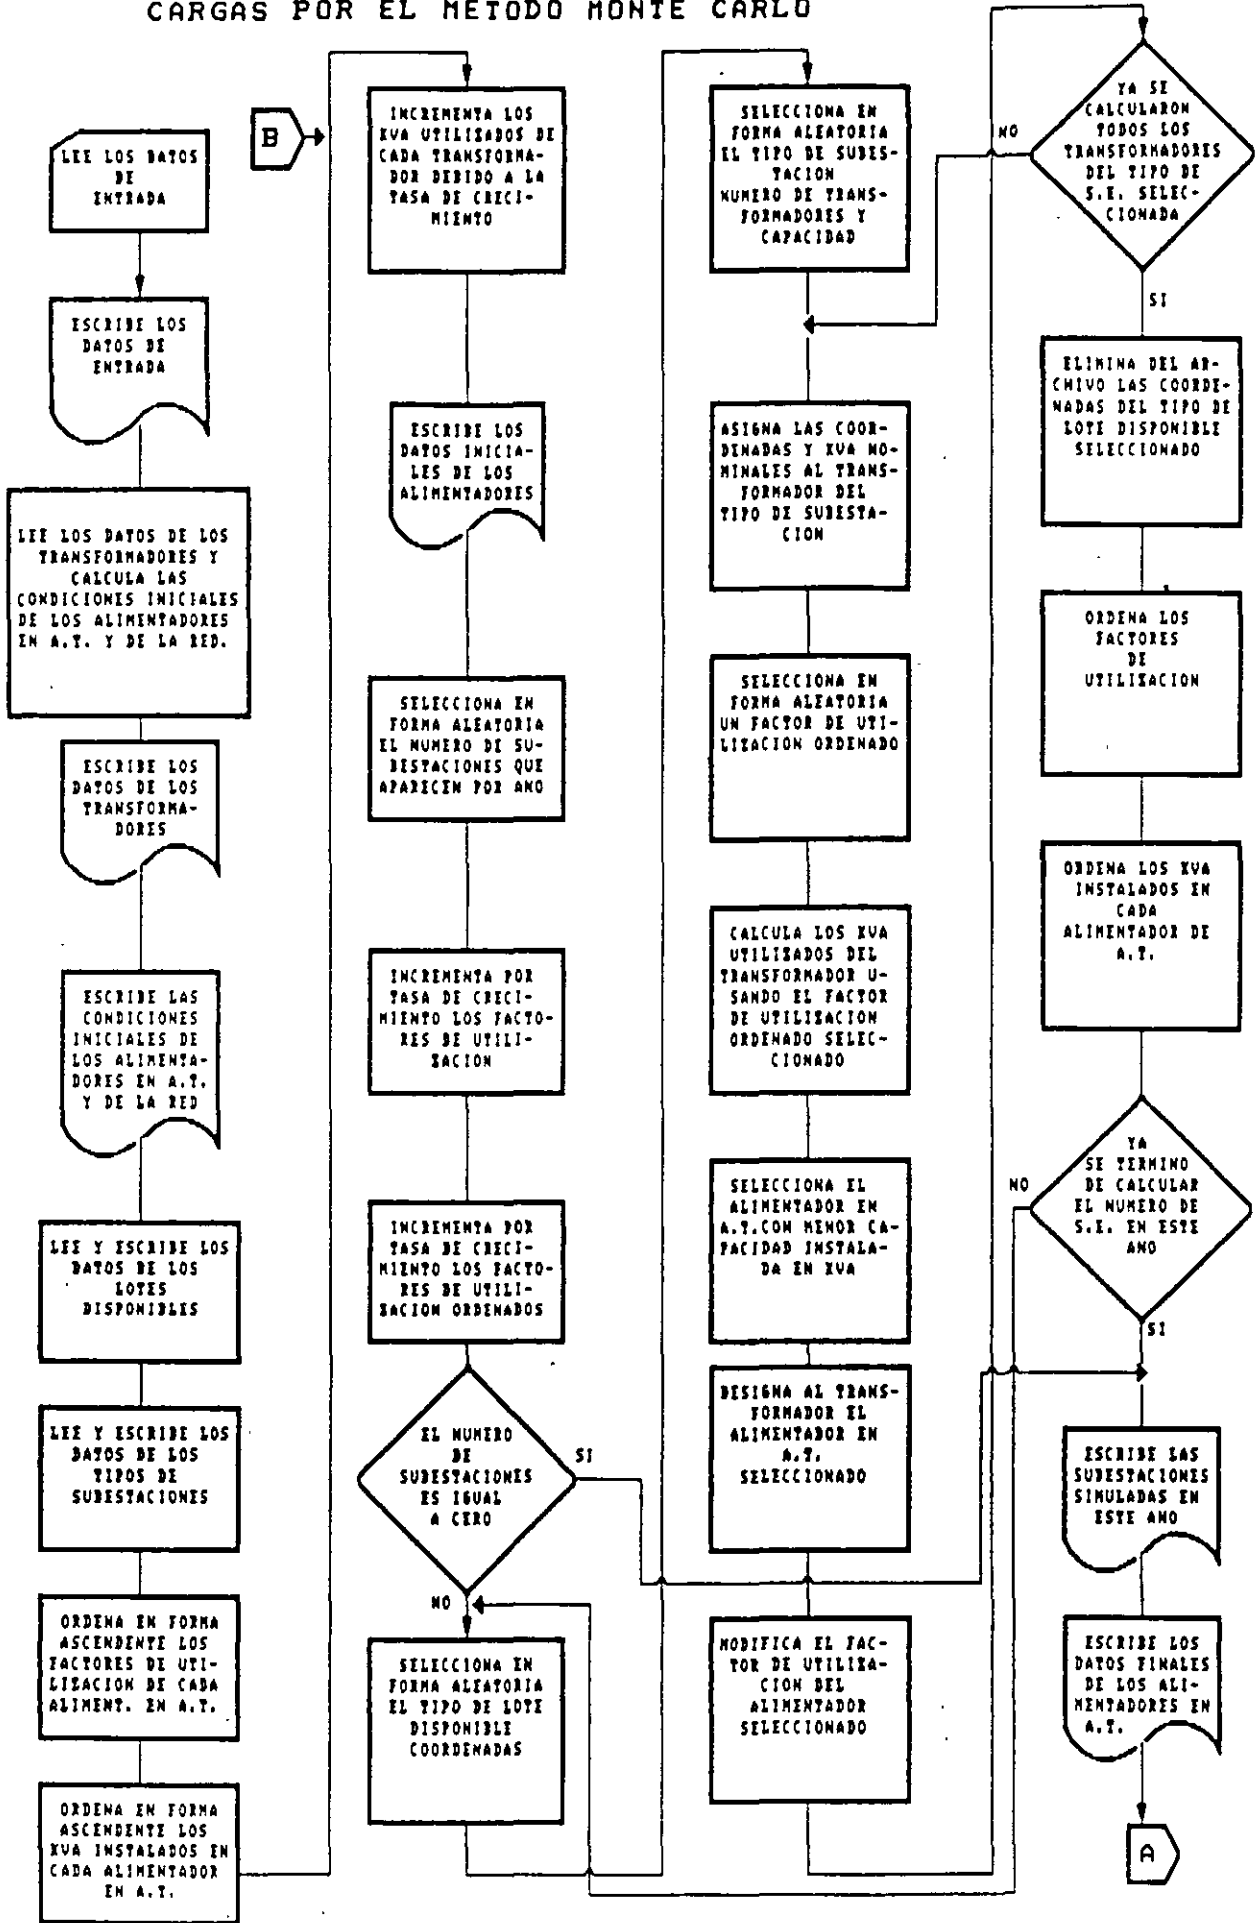 CARGAS POR EL METODO MONTE CARLO
LEE LOS DATOS
DE
ENTRADA
ESCRIBE LOS
DATOS DE
ENTRADA
LEE LOS DATOS DE LOS
TRANSFORMADORES Y
CALCULA LAS
CONDICIONES INICIALES
DE LOS ALIMENTADORES
EN A.T. Y DE LA RED.
ESCRIBE LOS
DATOS DE LOS
TRANSFORMA-
DORES
ESCRIBE LAS
CONDICIONES
INICIALES DE
LOS ALIMENTA-
DORES EN A.T.
Y DE LA RED
LEE Y ESCRIBE LOS
DATOS DE LOS
LOTES
DISPONIBLES
LEE Y ESCRIBE LOS
DATOS DE LOS
TIPOS DE
SUBESTACIONES
ORDENA EN FORMA
ASCENDENTE LOS
FACTORES DE UTI-
LIZACION DE CADA
ALIMENT. EN A.T.
ORDENA EN FORMA
ASCENDENTE LOS
KVA INSTALADOS EN
CADA ALIMENTADOR
EN A.T.
B
INCREMENTA LOS
KVA UTILIZADOS DE
CADA TRANSFORMA-
DOR DEBIDO A LA
TASA DE CRECI-
MIENTO
ESCRIBE LOS
DATOS INICIA-
LES DE LOS
ALIMENTADORES
SELECCIONA EN
FORMA ALEATORIA
EL NUMERO DE SU-
BESTACIONES QUE
APARECEN POR ANO
INCREMENTA POR
TASA DE CRECI-
MIENTO LOS FACTO-
RES DE UTILI-
ZACION
INCREMENTA POR
TASA DE CRECI-
MIENTO LOS FACTO-
RES DE UTILI-
ZACION ORDENADOS
EL NUMERO
DE
SUBESTACIONES
ES IGUAL
A CERO
SI
NO
SELECCIONA EN
FORMA ALEATORIA
EL TIPO DE LOTE
DISPONIBLE
COORDENADAS
SELECCIONA EN
FORMA ALEATORIA
EL TIPO DE SUBES-
TACION
NUMERO DE TRANS-
FORMADORES Y
CAPACIDAD
ASIGNA LAS COOR-
DENADAS Y KVA NO-
MINALES AL TRANS-
FORMADOR DEL
TIPO DE SUBESTA-
CION
SELECCIONA EN
FORMA ALEATORIA
UN FACTOR DE UTI-
LIZACION ORDENADO
CALCULA LOS KVA
UTILIZADOS DEL
TRANSFORMADOR U-
SANDO EL FACTOR
DE UTILIZACION
ORDENADO SELEC-
CIONADO
SELECCIONA EL
ALIMENTADOR EN
A.T.CON MENOR CA-
PACIDAD INSTALA-
DA EN KVA
DESIGNA AL TRANS-
FORMADOR EL
ALIMENTADOR EN
A.T.
SELECCIONADO
MODIFICA EL FAC-
TOR DE UTILIZA-
CION DEL
ALIMENTADOR
SELECCIONADO
YA SE
CALCULARON
TODOS LOS
TRANSFORMADORES
DEL TIPO DE
S.E. SELEC-
CIONADA
NO
SI
ELIMINA DEL AR-
CHIVO LAS COORDE-
NADAS DEL TIPO DE
LOTE DISPONIBLE
SELECCIONADO
ORDENA LOS
FACTORES
DE
UTILIZACION
ORDENA LOS KVA
INSTALADOS EN
CADA
ALIMENTADOR DE
A.T.
YA
SE TERMINO
DE CALCULAR
EL NUMERO DE
S.E. EN ESTE
ANO
NO
SI
ESCRIBE LAS
SUBESTACIONES
SIMULADAS EN
ESTE ANO
ESCRIBE LOS
DATOS FINALES
DE LOS ALI-
MENTADORES EN
A.T.
A